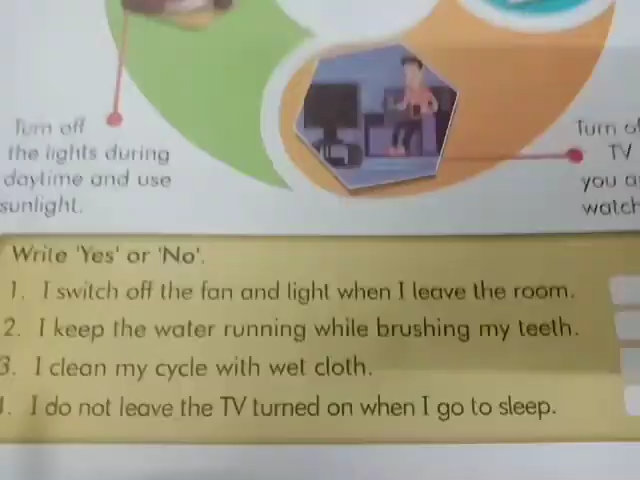 Turn off
the lights during
daytime and use
sunlight.
Turn
TV
you
watch
Write 'Yes' or 'No'.
1. I switch off the fan and light when I leave the room.
2. I keep the water running while brushing my teeth.
3. I clean my cycle with wet cloth.
I do not leave the TV turned on when I go to sleep.